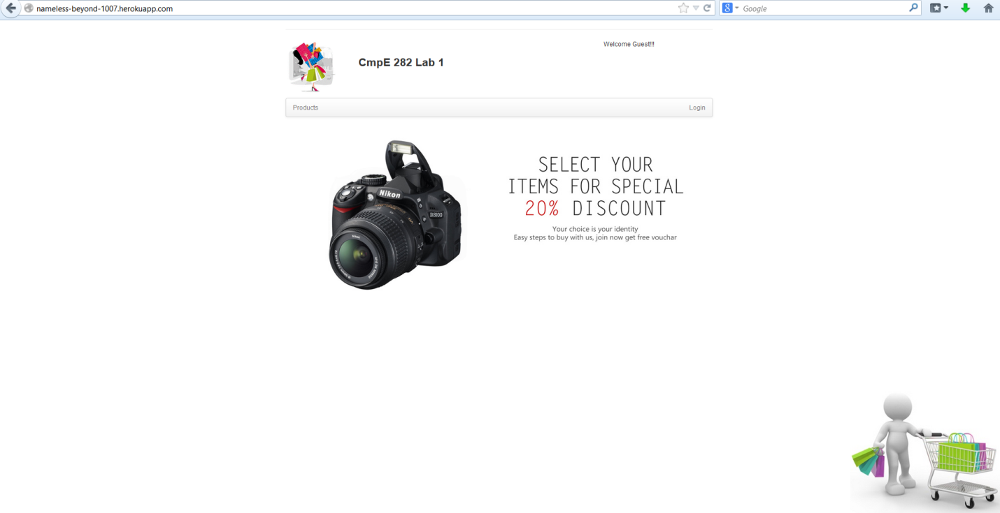 nameless-beyond-1007.herokuapp.com
Google
Welcome Guest!!!
CmpE 282 Lab 1
Products
Login
Nikon
D3100
SELECT YOUR
ITEMS FOR SPECIAL
20% DISCOUNT
Your choice is your identity
Easy steps to buy with us, join now get free vouchar